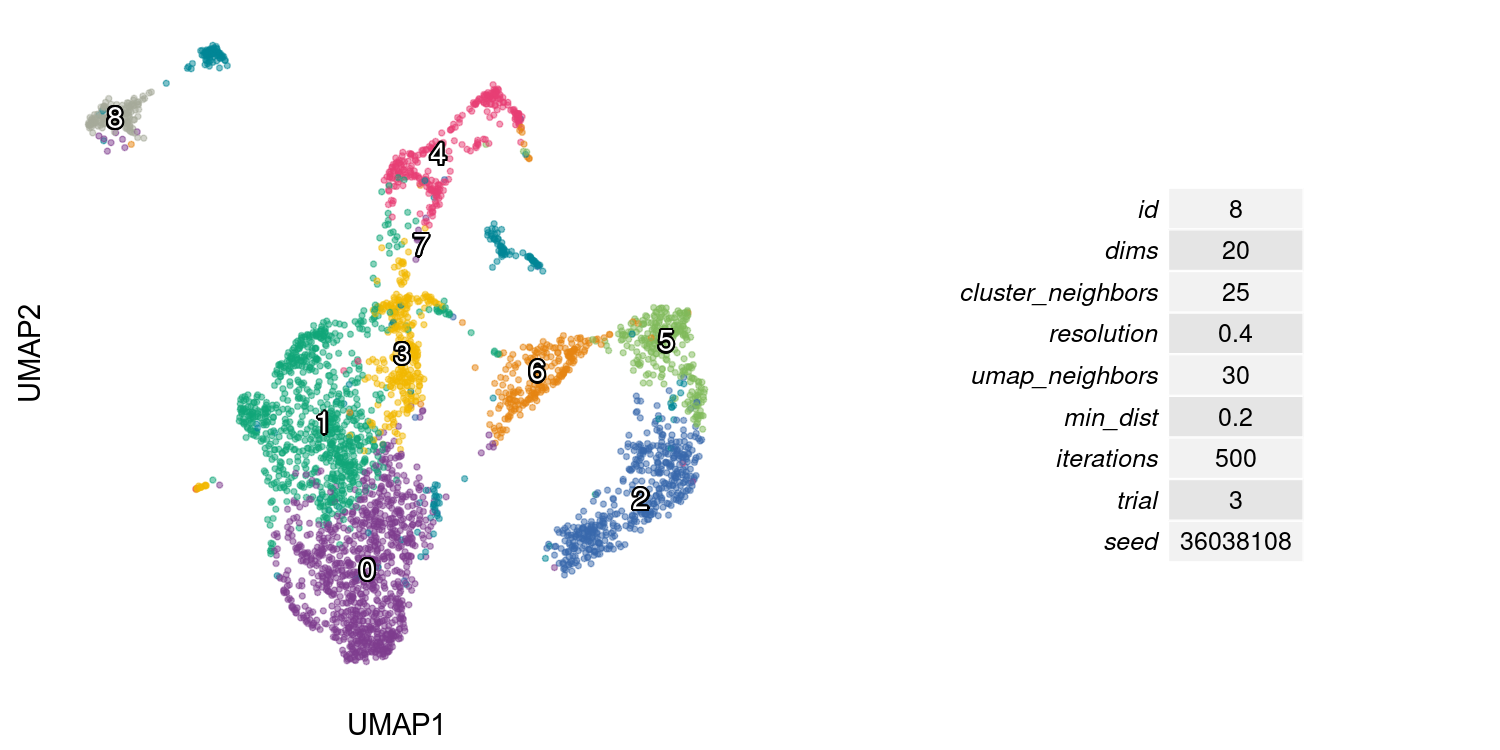 8
4
7
3
5
6
1
2
0
UMAP1
UMAP2
id 8
dims 20
cluster_neighbors 25
resolution 0.4
umap_neighbors 30
min_dist 0.2
iterations 500
trial 3
seed 36038108